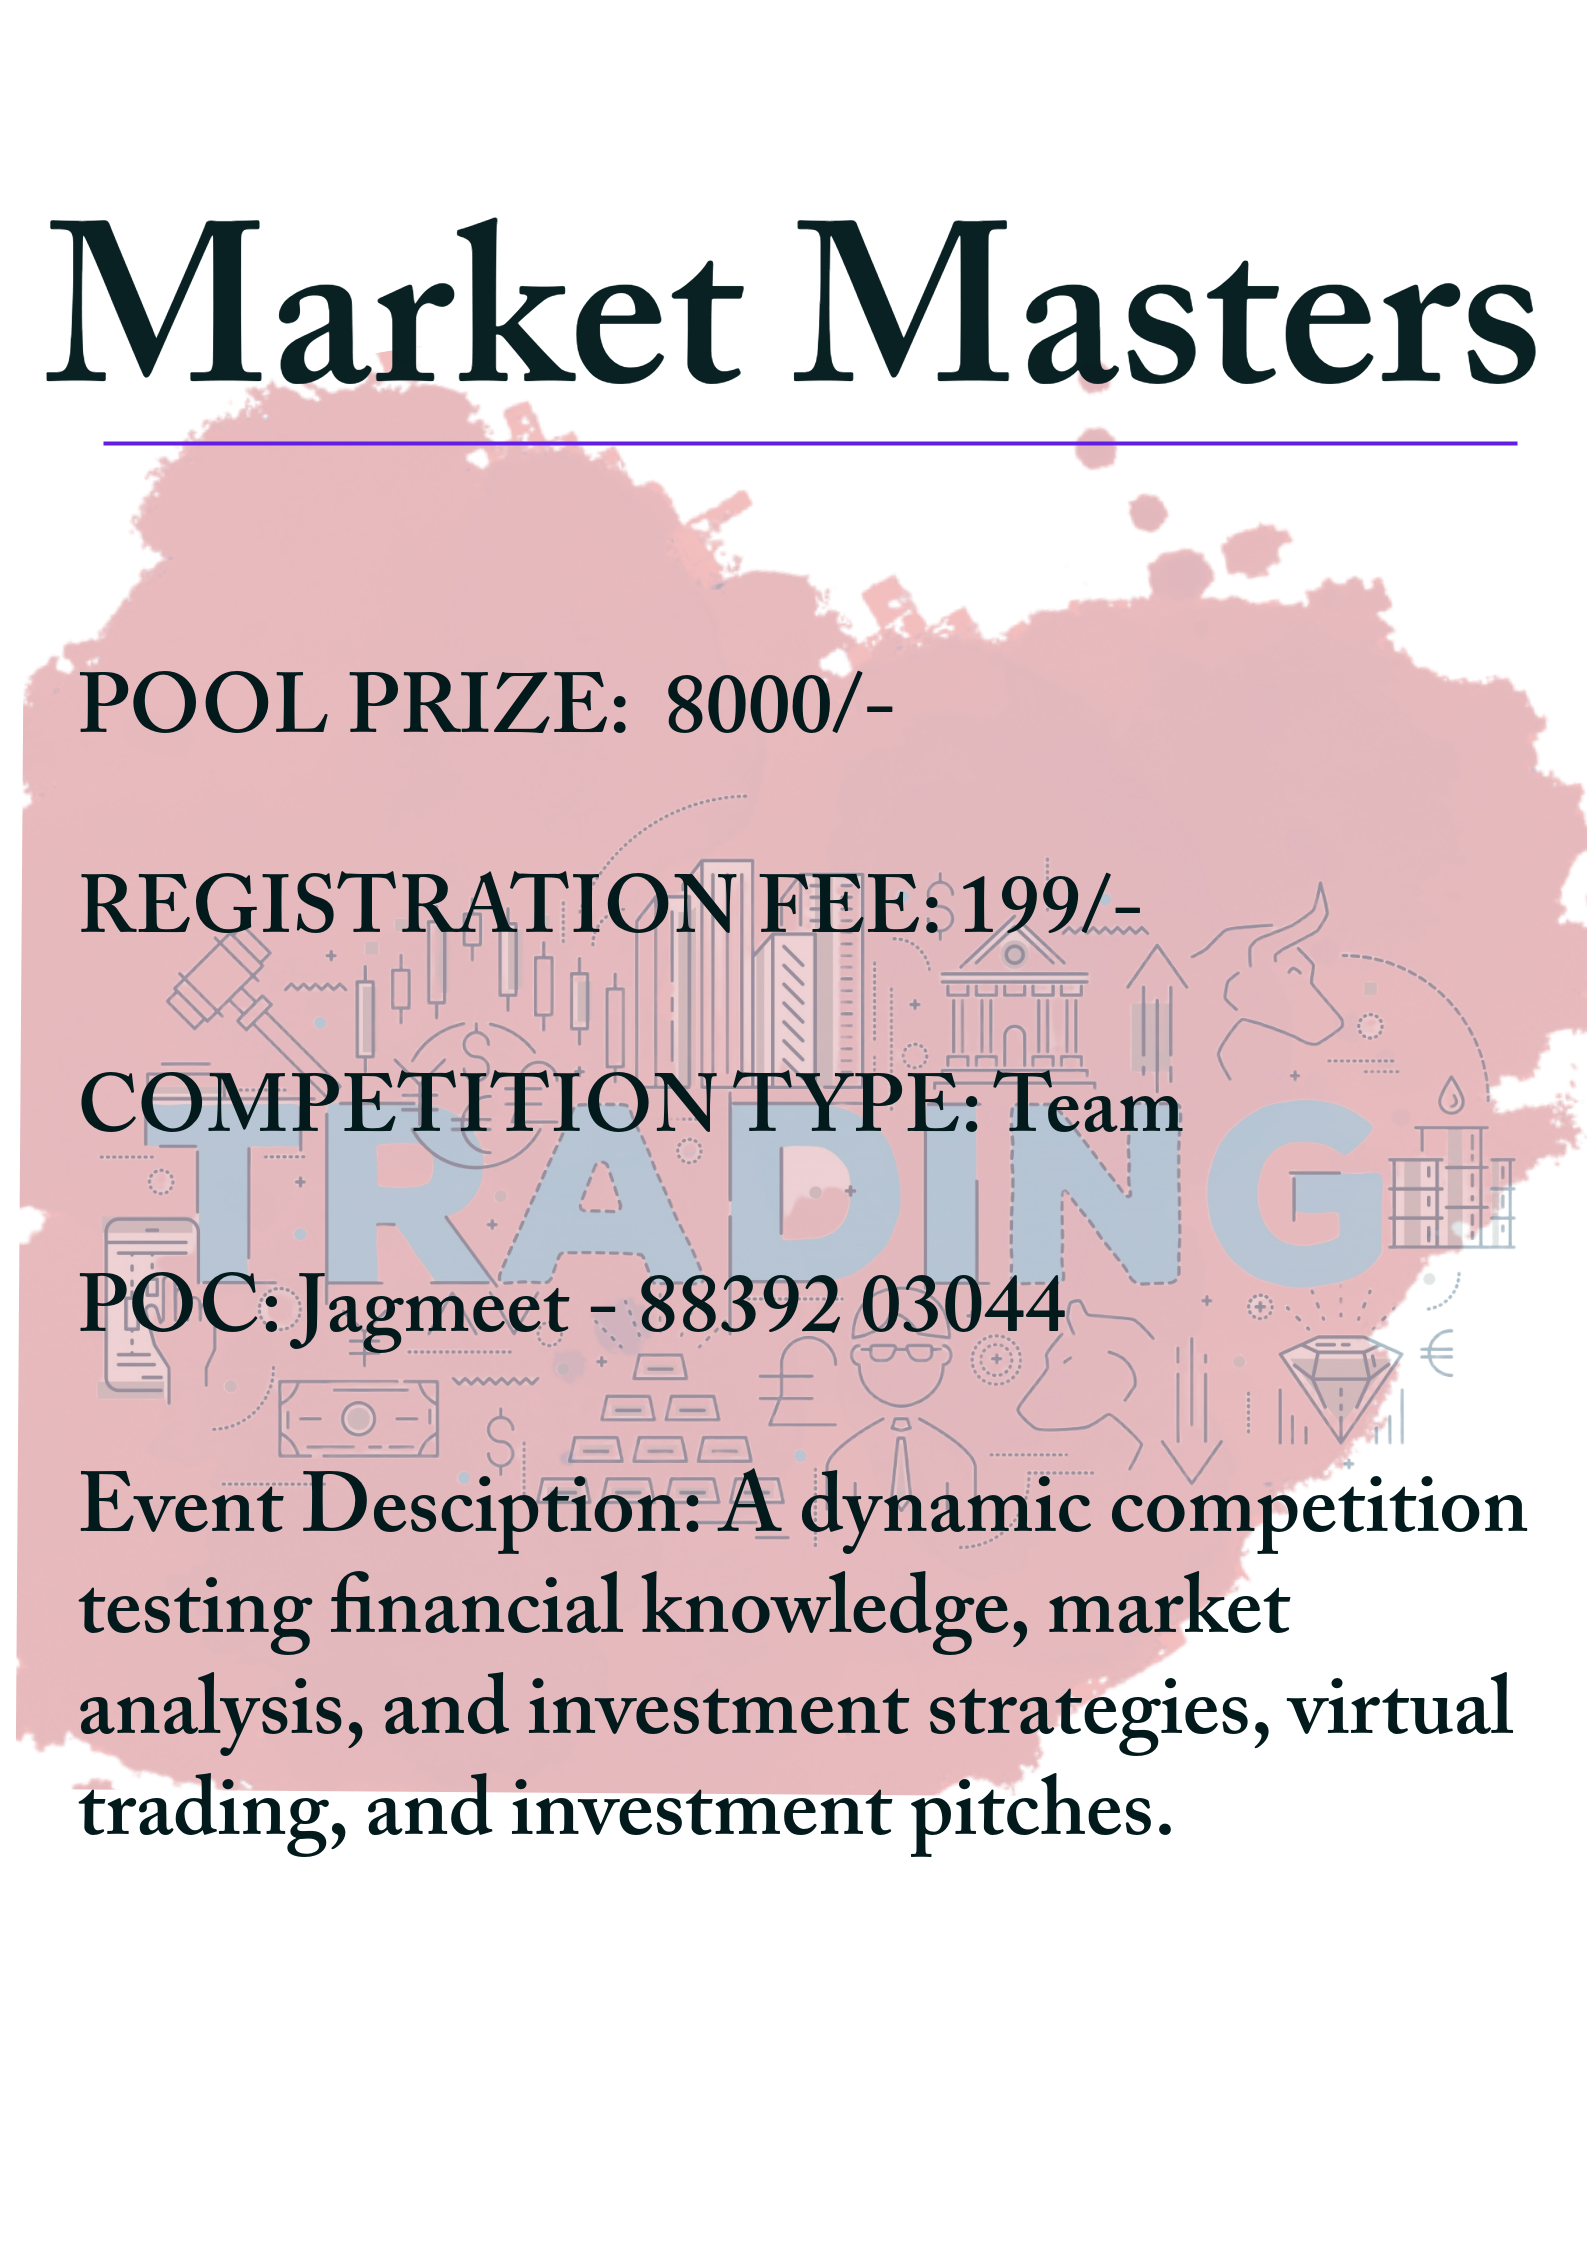 Market Masters
POOL PRIZE:  8000/-
REGISTRATION FEE: 199/-
COMPETITION TYPE: Team
TRADING
POC: Jagmeet - 88392 03044
Event Desciption: A dynamic competition
testing financial knowledge, market
analysis, and investment strategies, virtual
trading, and investment pitches.